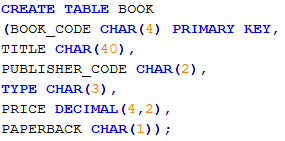 CREATE TABLE BOOK
(BOOK_CODE CHAR(4) PRIMARY KEY,
TITLE CHAR(40),
PUBLISHER_CODE CHAR(2),
TYPE CHAR(3),
PRICE DECIMAL(4,2),
PAPERBACK CHAR(1));